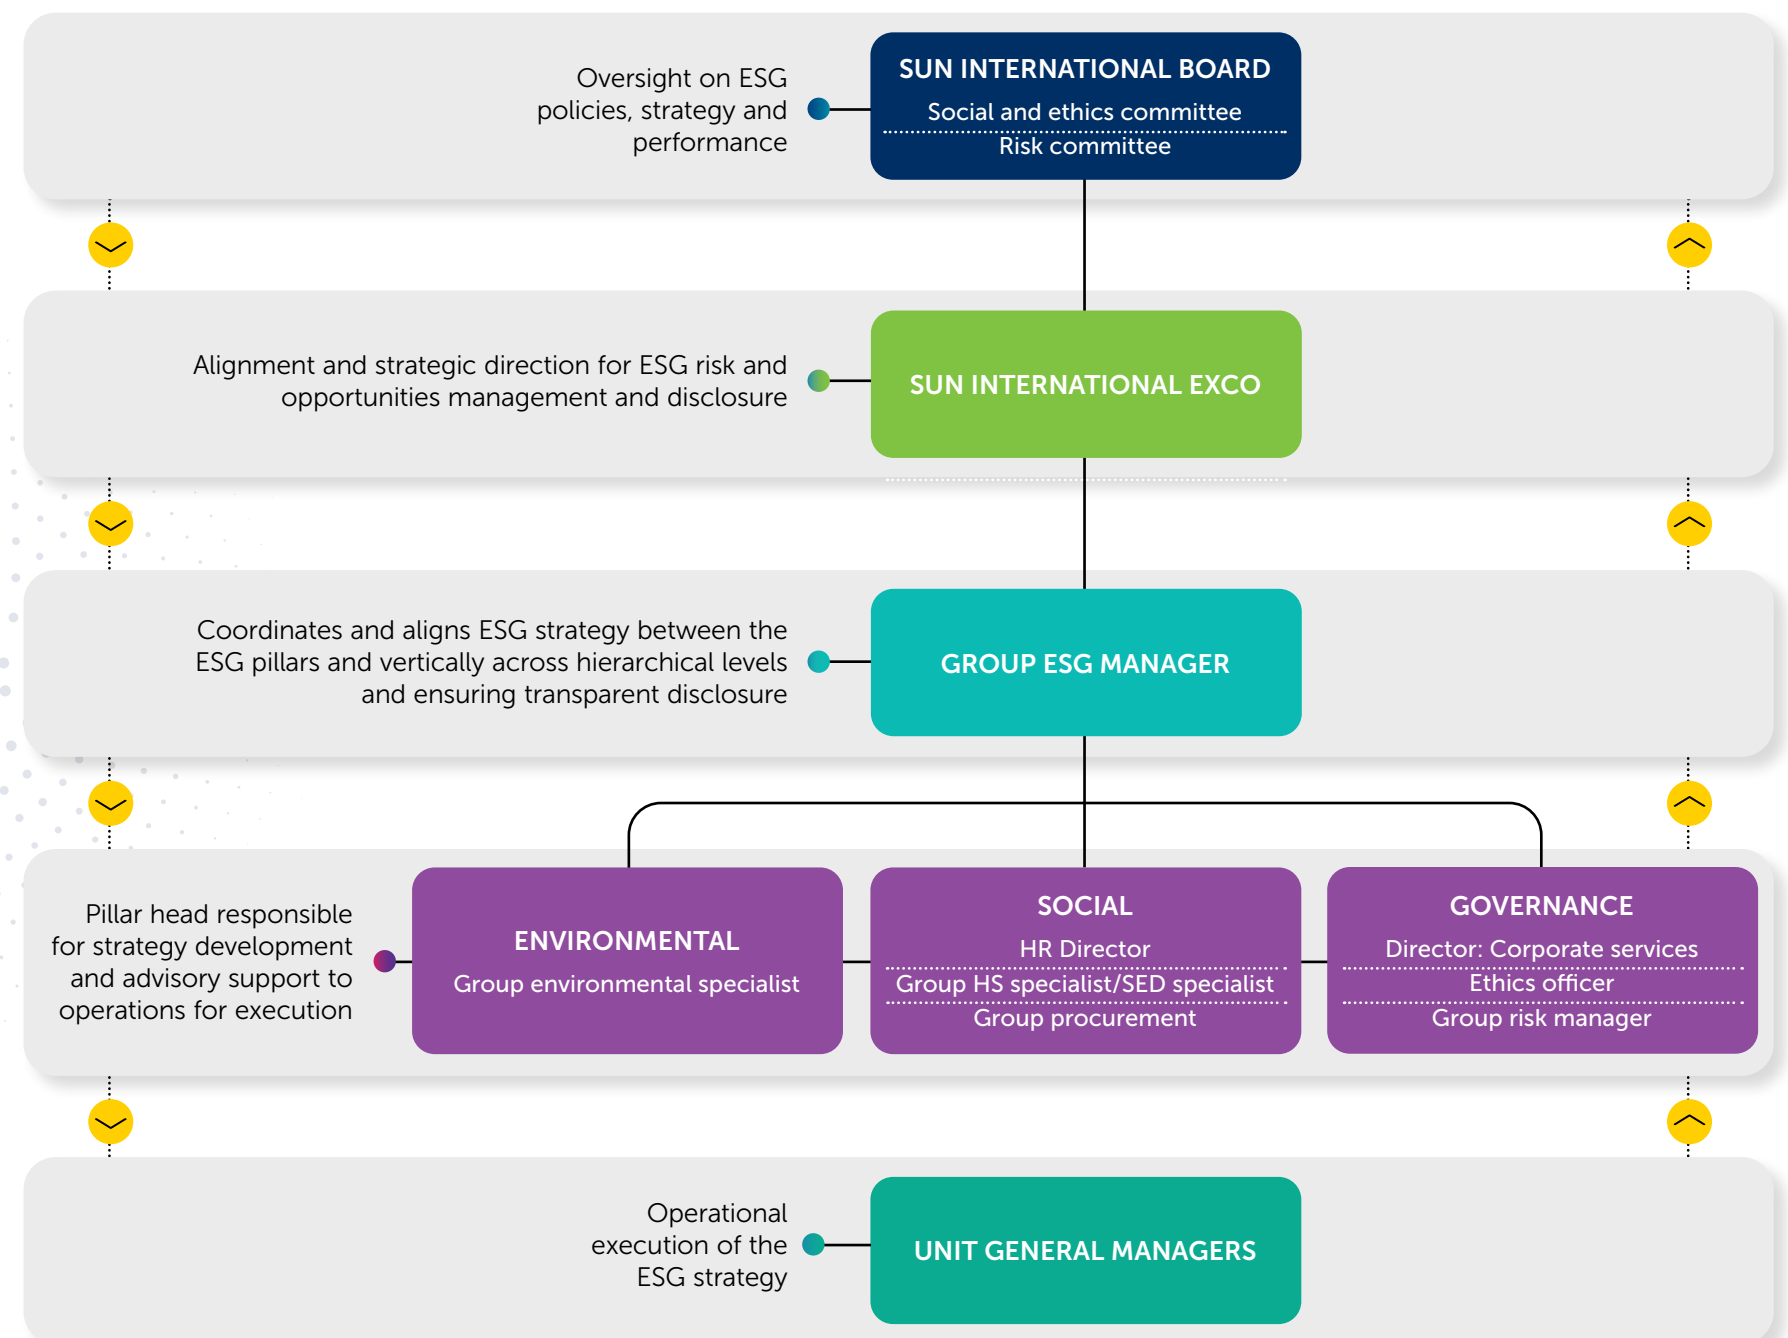 Oversight on ESG
policies, strategy and
performance
SUN INTERNATIONAL BOARD
Social and ethics committee
Risk committee
Alignment and strategic direction for ESG risk and
opportunities management and disclosure
SUN INTERNATIONAL EXCO
Coordinates and aligns ESG strategy between the
ESG pillars and vertically across hierarchical levels
and ensuring transparent disclosure
GROUP ESG MANAGER
Pillar head responsible
for strategy development
and advisory support to
operations for execution
ENVIRONMENTAL
Group environmental specialist
SOCIAL
HR Director
Group HS specialist/SED specialist
Group procurement
GOVERNANCE
Director: Corporate services
Ethics officer
Group risk manager
Operational
execution of the
ESG strategy
UNIT GENERAL MANAGERS